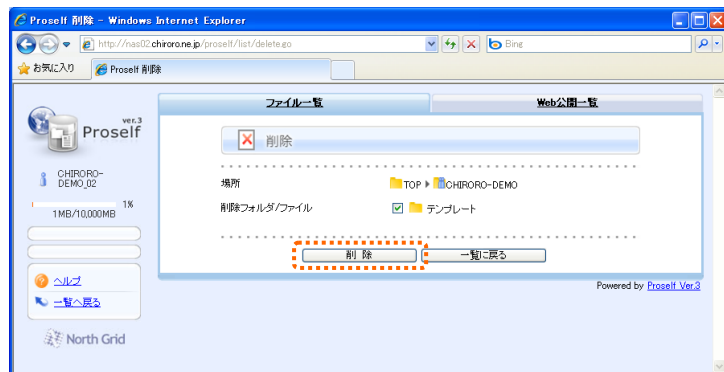 Proself 削除 - Windows Internet Explorer
http://nas02.chiroro.ne.jp/proself/list/delete.go
Bing
お気に入り
Proself 削除
ファイル一覧
Web公開一覧
ver.3
Proself
削除
CHIRORO-
DEMO_02
場所
TOP
CHIRORO-DEMO
1%
1MB/10,000MB
削除フォルダ/ファイル
テンプレート
削 除
一覧に戻る
ヘルプ
一覧へ戻る
Powered by Proself Ver.3
North Grid